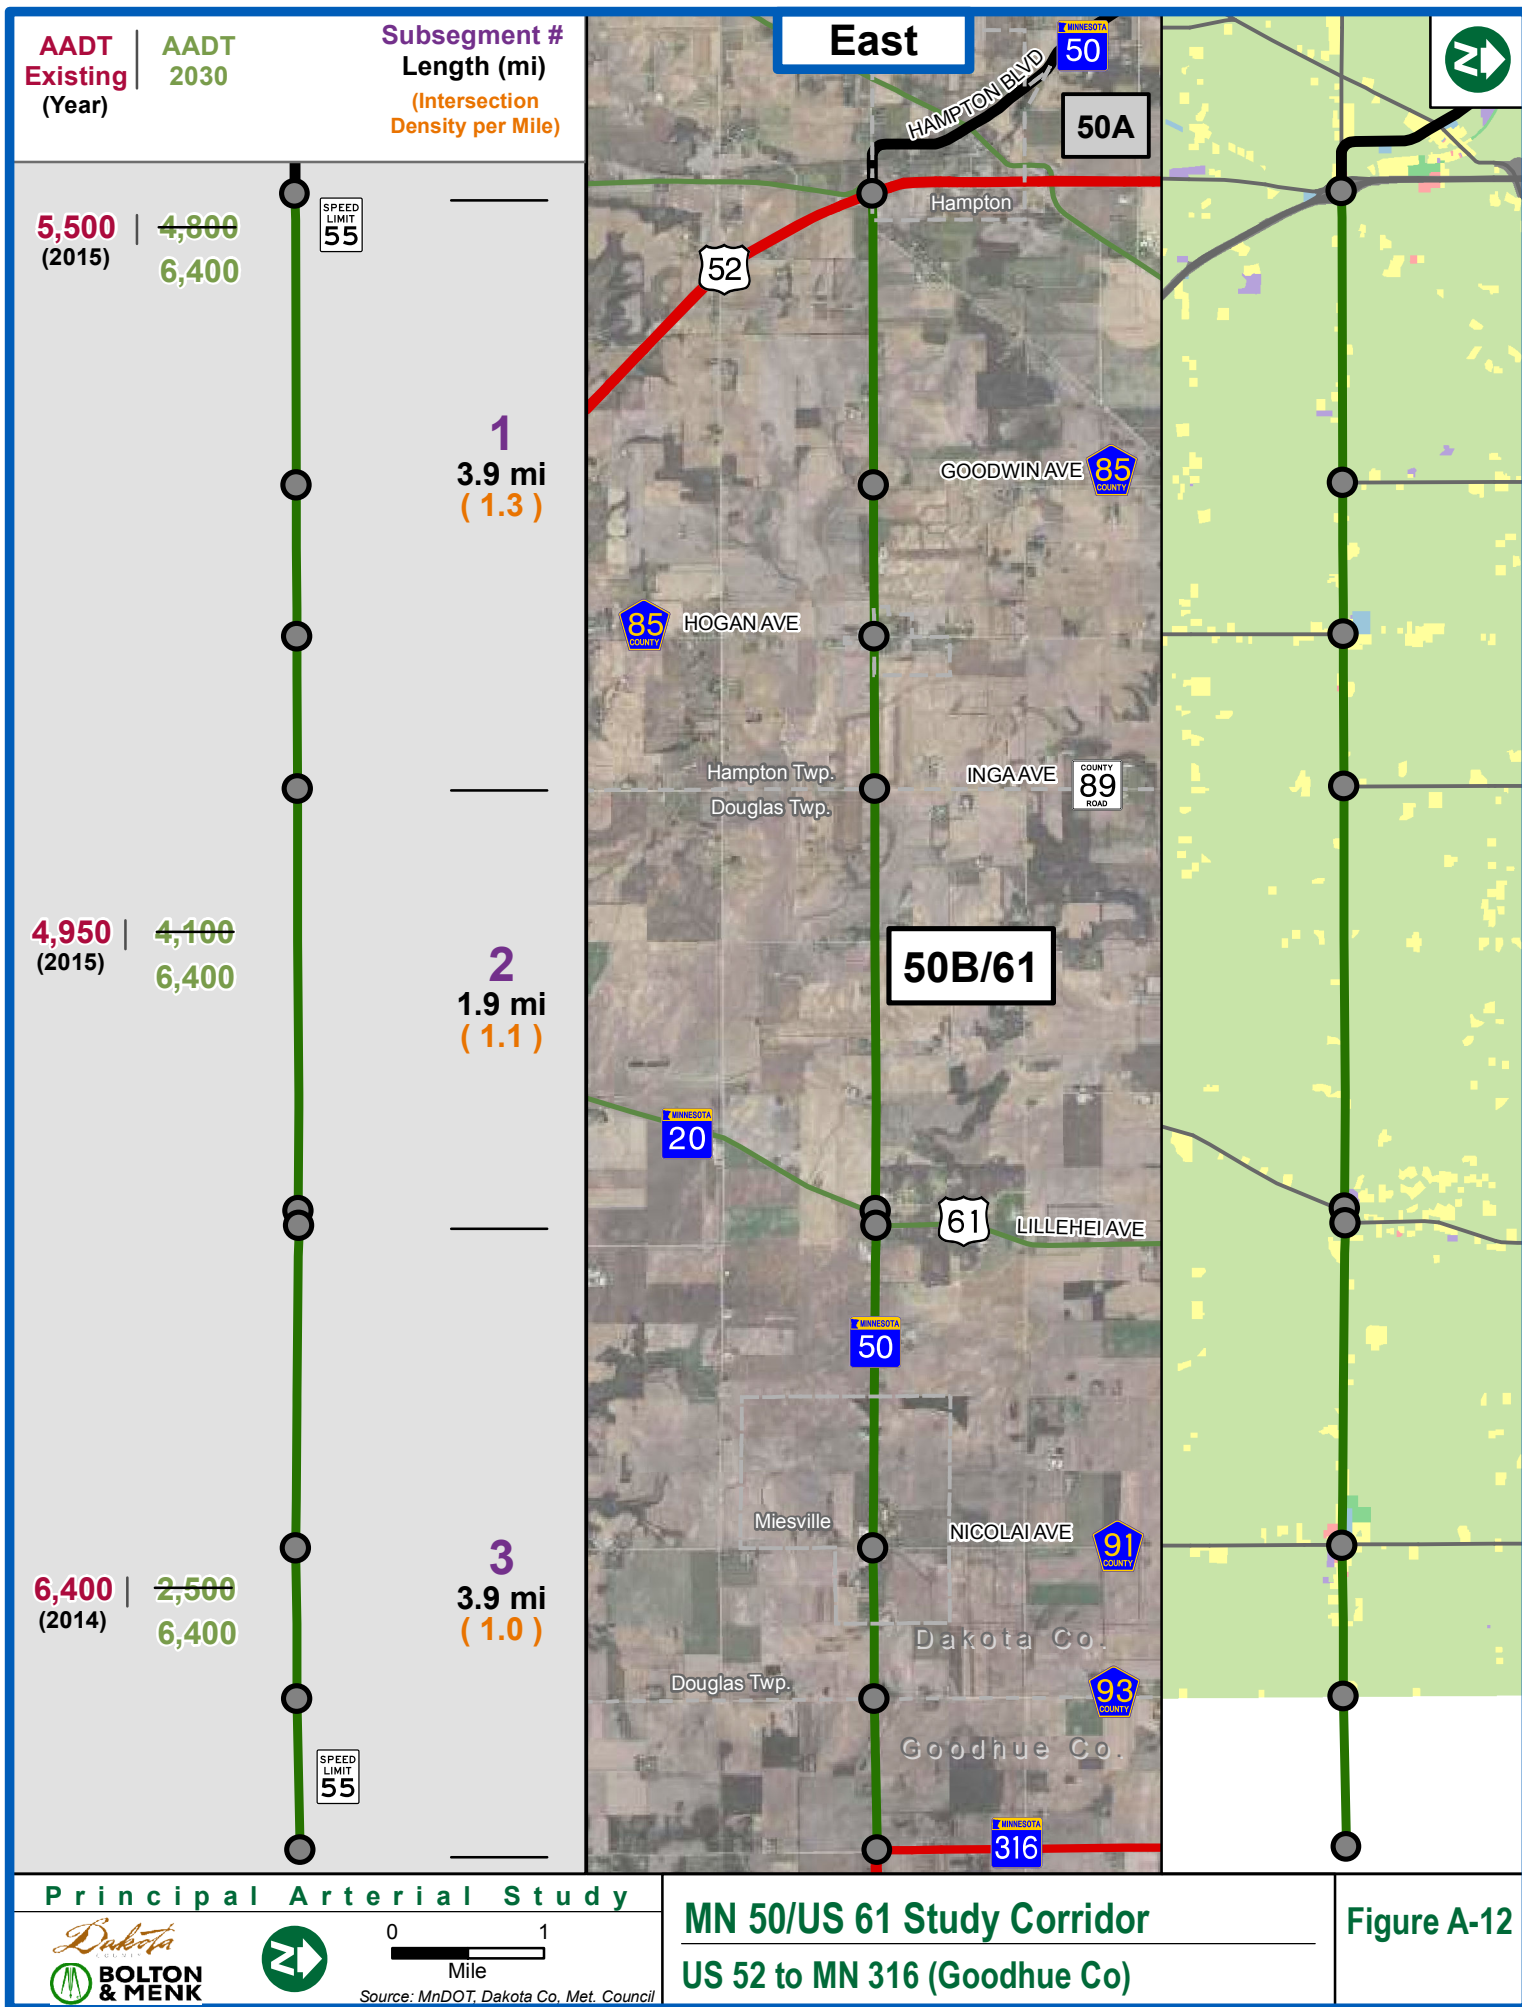 AADT Existing (Year)
AADT 2030
Subsegment #
Length (mi)
(Intersection
Density per Mile)
East
MINNESOTA
50
HAMPTON BLVD
50A
N
SPEED
LIMIT
55
5,500 | 4,800
(2015)
6,400
Hampton
52
1
3.9 mi
( 1.3 )
GOODWIN AVE
85
COUNTY
85
COUNTY
HOGAN AVE
Hampton Twp.
Douglas Twp.
INGA AVE
COUNTY
89
ROAD
4,950 | 4,100
(2015)
6,400
2
1.9 mi
( 1.1 )
50B/61
MINNESOTA
20
61
LILLEHEI AVE
MINNESOTA
50
Miesville
NICOLAI AVE
91
COUNTY
6,400 | 2,500
(2014)
6,400
3
3.9 mi
( 1.0 )
Dakota Co.
Douglas Twp.
93
COUNTY
Goodhue Co.
SPEED
LIMIT
55
MINNESOTA
316
Principal Arterial Study
Dakota
COUNTY
BOLTON
& MENK
N
0 1
Mile
Source: MnDOT, Dakota Co, Met. Council
MN 50/US 61 Study Corridor
US 52 to MN 316 (Goodhue Co)
Figure A-12